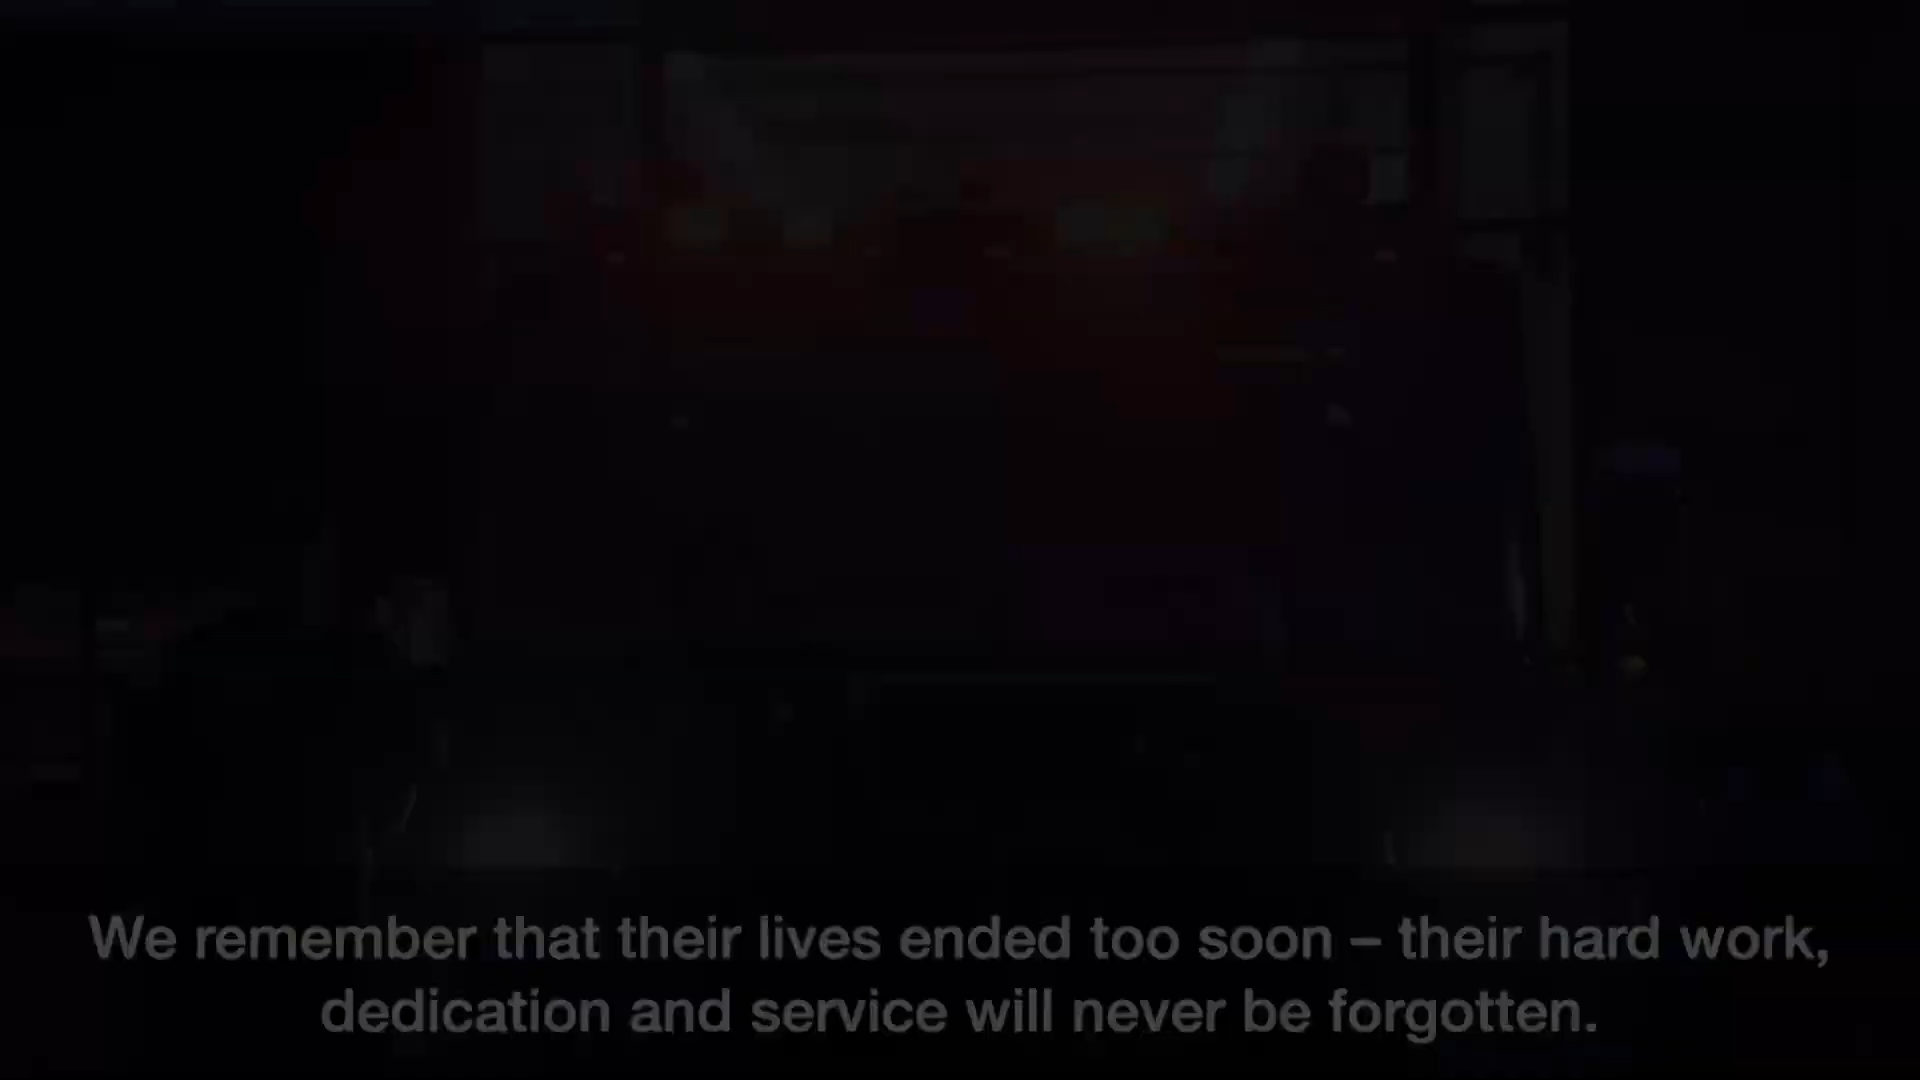 We remember that their lives ended too soon – their hard work,
dedication and service will never be forgotten.